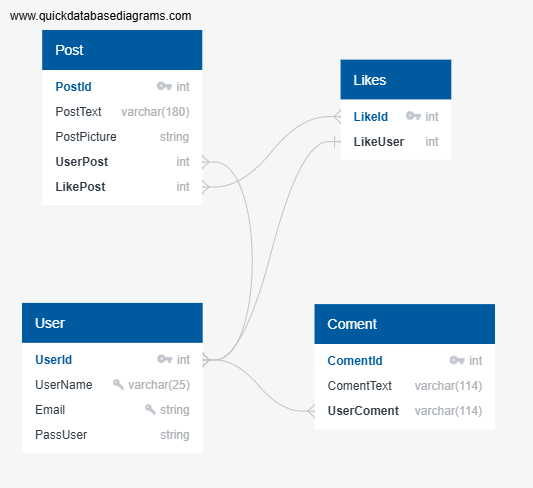 www.quickdatabasediagrams.com
Post
PostId int
PostText varchar(180)
PostPicture string
UserPost int
LikePost int
Likes
LikeId int
LikeUser int
User
UserId int
UserName varchar(25)
Email string
PassUser string
Coment
ComentId int
ComentText varchar(114)
UserComent varchar(114)